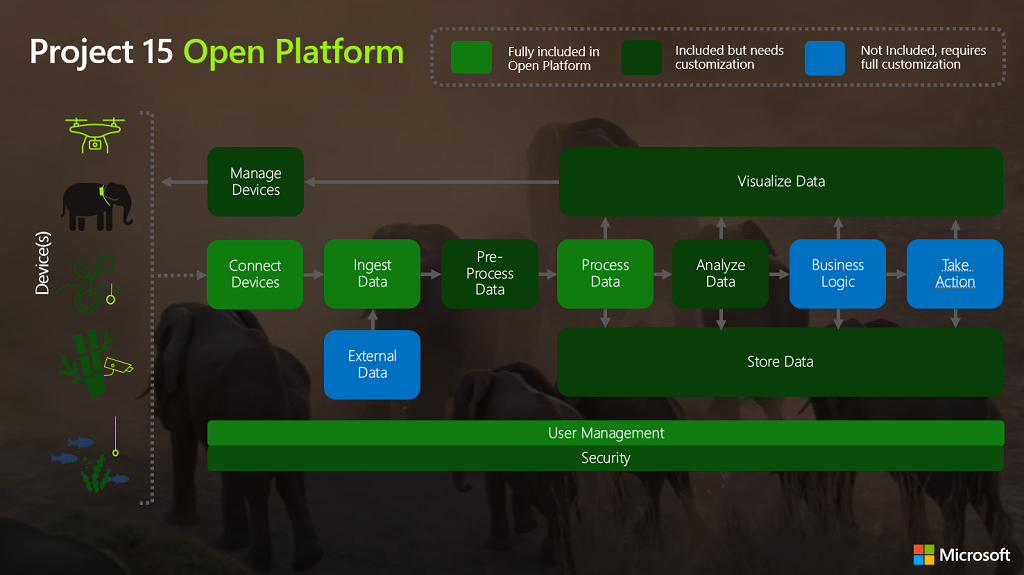 Project 15 Open Platform
Fully included in
Open Platform
Included but needs
customization
Not Included, requires
full customization
Device(s)
Manage
Devices
Visualize Data
Connect
Devices
Ingest
Data
Pre-
Process
Data
Process
Data
Analyze
Data
Business
Logic
Take
Action
External
Data
Store Data
User Management
Security
Microsoft